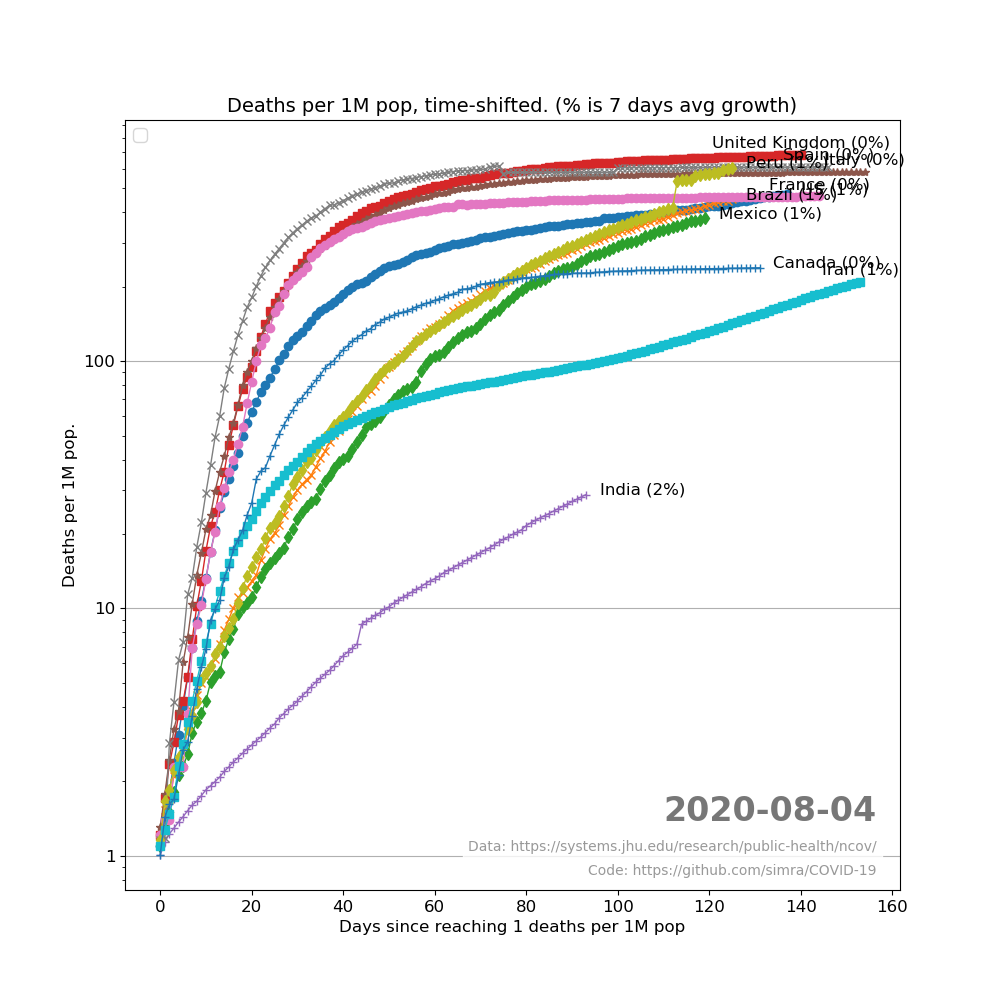 Deaths per 1M pop, time-shifted. (% is 7 days avg growth)
United Kingdom (0%)
Spain (0%)
Peru (1%)
Italy (0%)
France (0%)
US (1%)
Brazil (1%)
Mexico (1%)
Canada (0%)
Iran (1%)
India (2%)
100
10
1
Deaths per 1M pop.
2020-08-04
Data: https://systems.jhu.edu/research/public-health/ncov/
Code: https://github.com/simra/COVID-19
0 20 40 60 80 100 120 140 160
Days since reaching 1 deaths per 1M pop